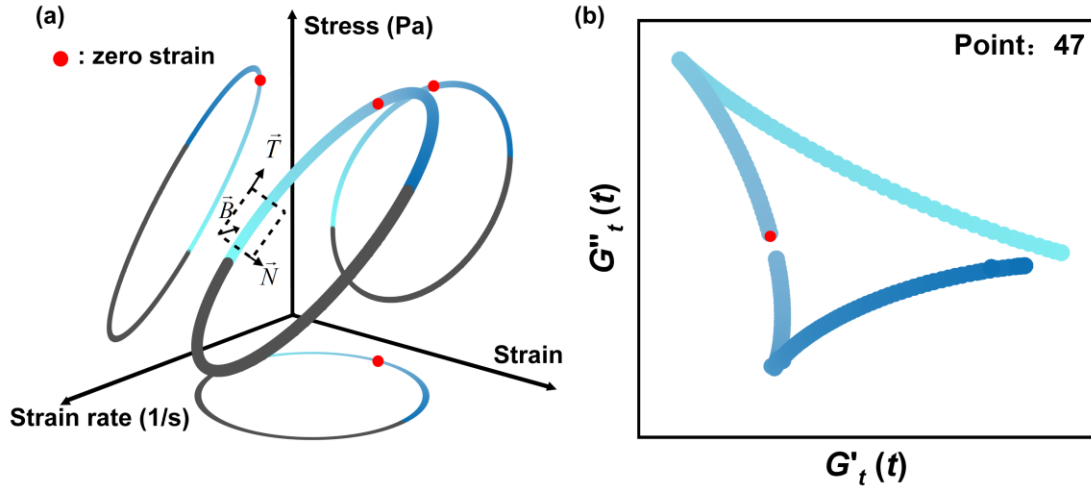 (a)
Stress (Pa)
: zero strain
T
B
N
Strain
Strain rate (1/s)
(b)
Point： 47
G''t (t)
G't (t)